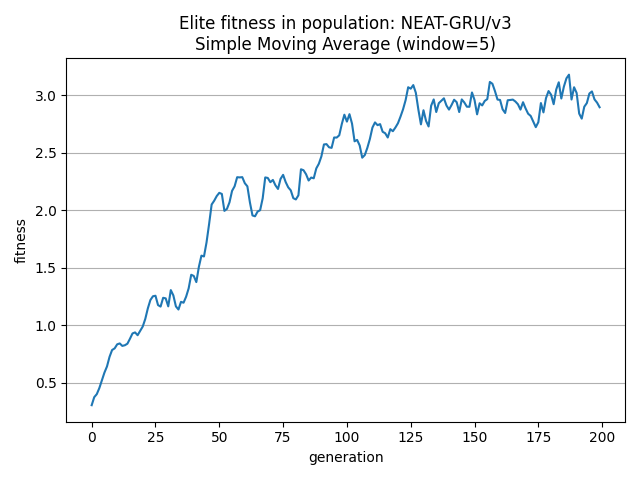 Elite fitness in population: NEAT-GRU/v3
Simple Moving Average (window=5)
fitness
3.0
2.5
2.0
1.5
1.0
0.5
0 25 50 75 100 125 150 175 200
generation